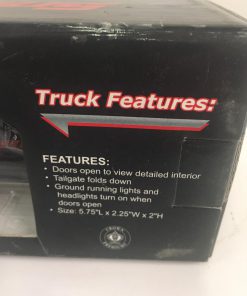 Truck Features:
FEATURES:
• Doors open to view detailed interior
• Tailgate folds down
• Ground running lights and
headlights turn on when
doors open
• Size: 5.75"L x 2.25"W x 2"H